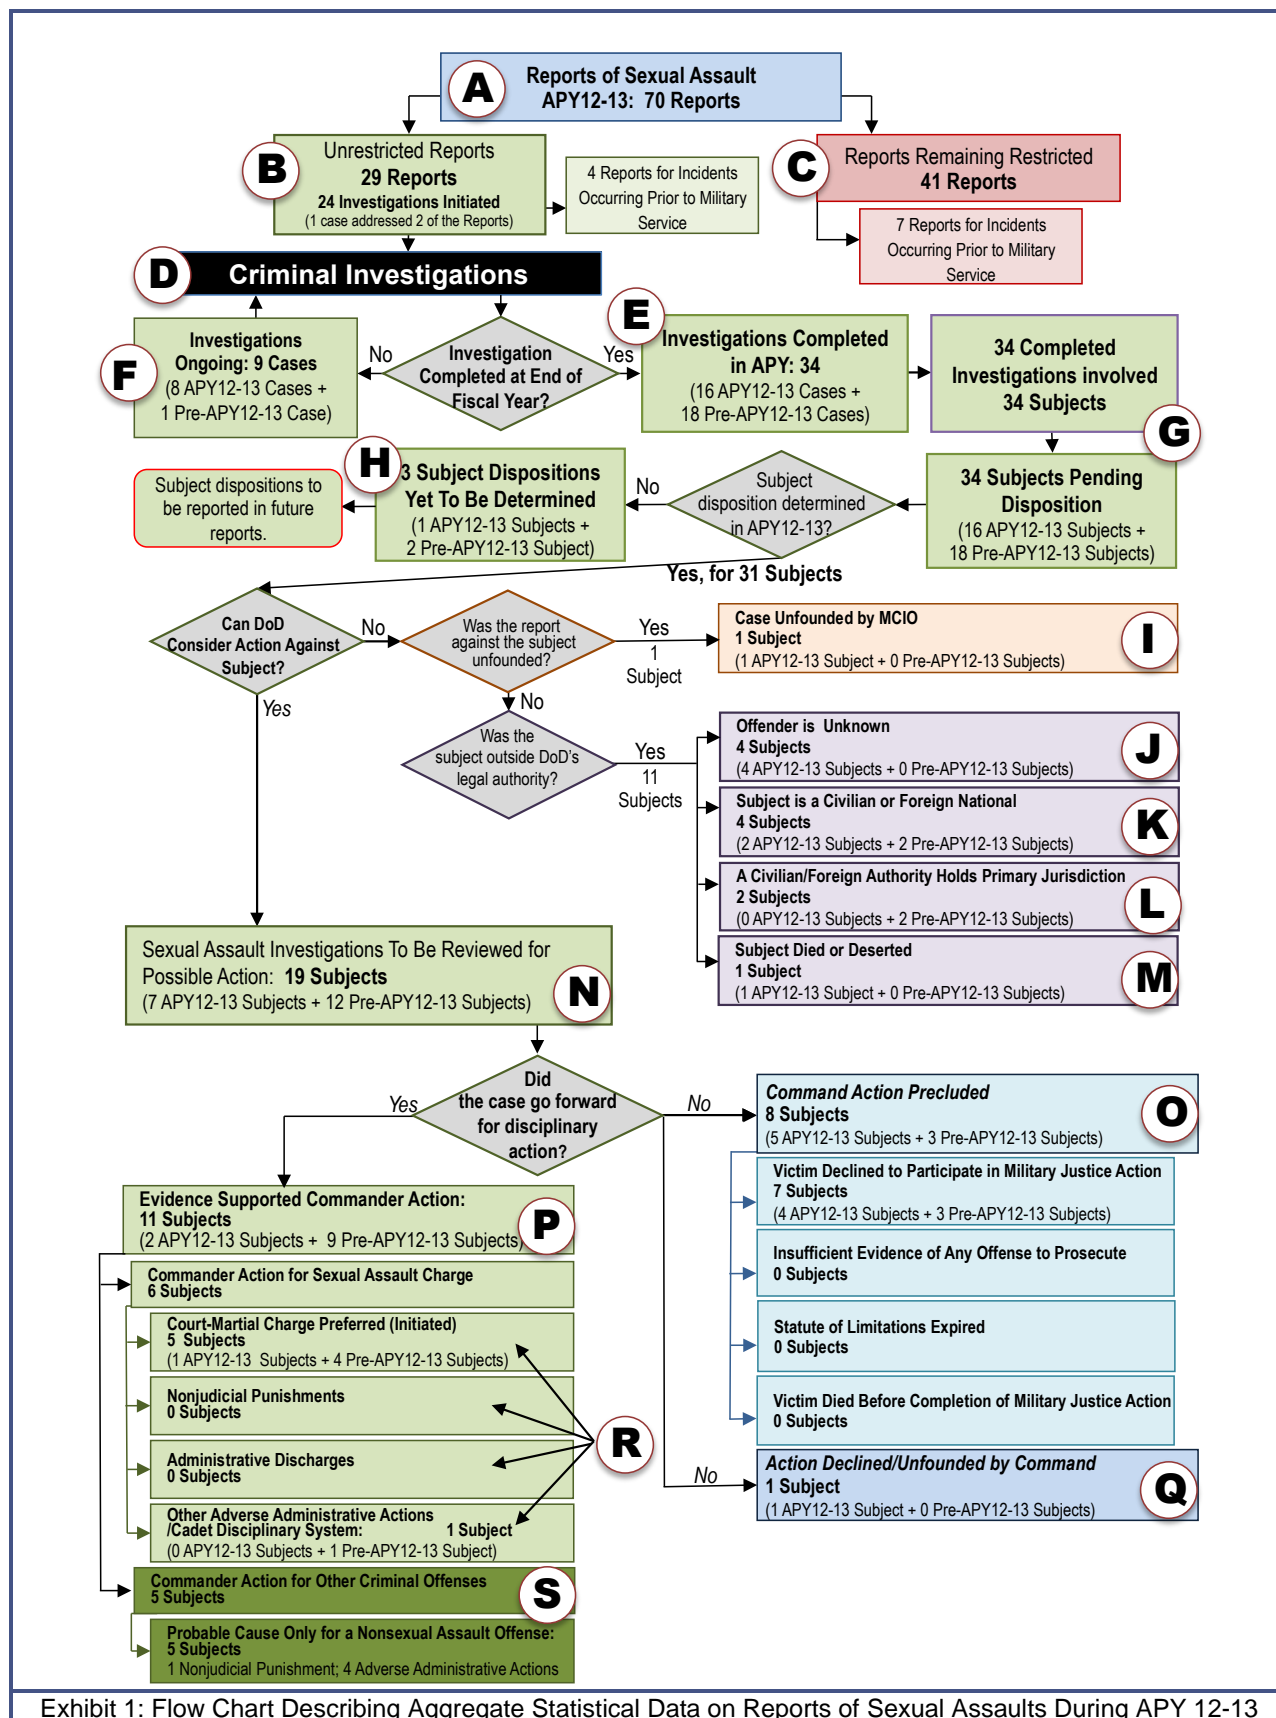 A
Reports of Sexual Assault
APY12-13:  70 Reports
B
Unrestricted Reports
29 Reports
24 Investigations Initiated
(1 case addressed 2 of the Reports)
4 Reports for Incidents
Occurring Prior to Military
Service
C
Reports Remaining Restricted
41 Reports
7 Reports for Incidents
Occurring Prior to Military
Service
D
Criminal Investigations
F
Investigations
Ongoing: 9 Cases
(8 APY12-13 Cases +
1 Pre-APY12-13 Case)
No
Investigation
Completed at End of
Fiscal Year?
Yes
E
Investigations Completed
in APY: 34
(16 APY12-13 Cases +
18 Pre-APY12-13 Cases)
34 Completed
Investigations involved
34 Subjects
G
34 Subjects Pending
Disposition
(16 APY12-13 Subjects +
18 Pre-APY12-13 Subjects)
Subject
disposition determined
in APY12-13?
No
H
3 Subject Dispositions
Yet To Be Determined
(1 APY12-13 Subjects +
2 Pre-APY12-13 Subject)
Subject dispositions to
be reported in future
reports.
Yes, for 31 Subjects
Can DoD
Consider Action Against
Subject?
No
Was the report
against the subject
unfounded?
Yes
1
Subject
Case Unfounded by MCIO
1 Subject
(1 APY12-13 Subject + 0 Pre-APY12-13 Subjects)
I
Yes
No
Was the
subject outside DoD's
legal authority?
Yes
11
Subjects
Offender is  Unknown
4 Subjects
(4 APY12-13 Subjects + 0 Pre-APY12-13 Subjects)
J
Subject is a Civilian or Foreign National
4 Subjects
(2 APY12-13 Subjects + 2 Pre-APY12-13 Subjects)
K
A Civilian/Foreign Authority Holds Primary Jurisdiction
2 Subjects
(0 APY12-13 Subjects + 2 Pre-APY12-13 Subjects)
L
Subject Died or Deserted
1 Subject
(1 APY12-13 Subject + 0 Pre-APY12-13 Subjects)
M
Sexual Assault Investigations To Be Reviewed for
Possible Action:  19 Subjects
(7 APY12-13 Subjects + 12 Pre-APY12-13 Subjects)
N
Did
the case go forward
for disciplinary
action?
Yes
No
Command Action Precluded
8 Subjects
(5 APY12-13 Subjects + 3 Pre-APY12-13 Subjects)
O
Victim Declined to Participate in Military Justice Action
7 Subjects
(4 APY12-13 Subjects + 3 Pre-APY12-13 Subjects)
Insufficient Evidence of Any Offense to Prosecute
0 Subjects
Statute of Limitations Expired
0 Subjects
Victim Died Before Completion of Military Justice Action
0 Subjects
No
Action Declined/Unfounded by Command
1 Subject
(1 APY12-13 Subject + 0 Pre-APY12-13 Subjects)
Q
Evidence Supported Commander Action:
11 Subjects
(2 APY12-13 Subjects +  9 Pre-APY12-13 Subjects)
P
Commander Action for Sexual Assault Charge
6 Subjects
Court-Martial Charge Preferred (Initiated)
5  Subjects
(1 APY12-13  Subjects + 4 Pre-APY12-13 Subjects)
Nonjudicial Punishments
0 Subjects
R
Administrative Discharges
0 Subjects
Other Adverse Administrative Actions
/Cadet Disciplinary System: 1 Subject
(0 APY12-13 Subjects + 1 Pre-APY12-13 Subject)
Commander Action for Other Criminal Offenses
5 Subjects
S
Probable Cause Only for a Nonsexual Assault Offense:
5 Subjects
1 Nonjudicial Punishment; 4 Adverse Administrative Actions
Exhibit 1: Flow Chart Describing Aggregate Statistical Data on Reports of Sexual Assaults During APY 12-13